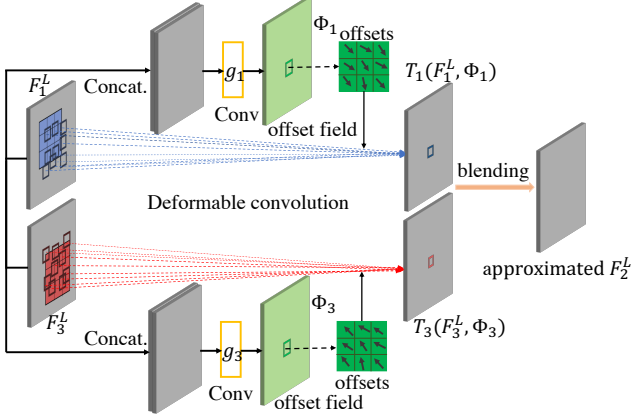 Φ₁ offsets
F₁ᴸ
Concat.
g₁
T₁(F₁ᴸ, Φ₁)
Conv
offset field
blending
Deformable convolution
approximated F₂ᴸ
F₃ᴸ
Φ₃
T₃(F₃ᴸ, Φ₃)
Concat.
g₃
offsets
Conv
offset field